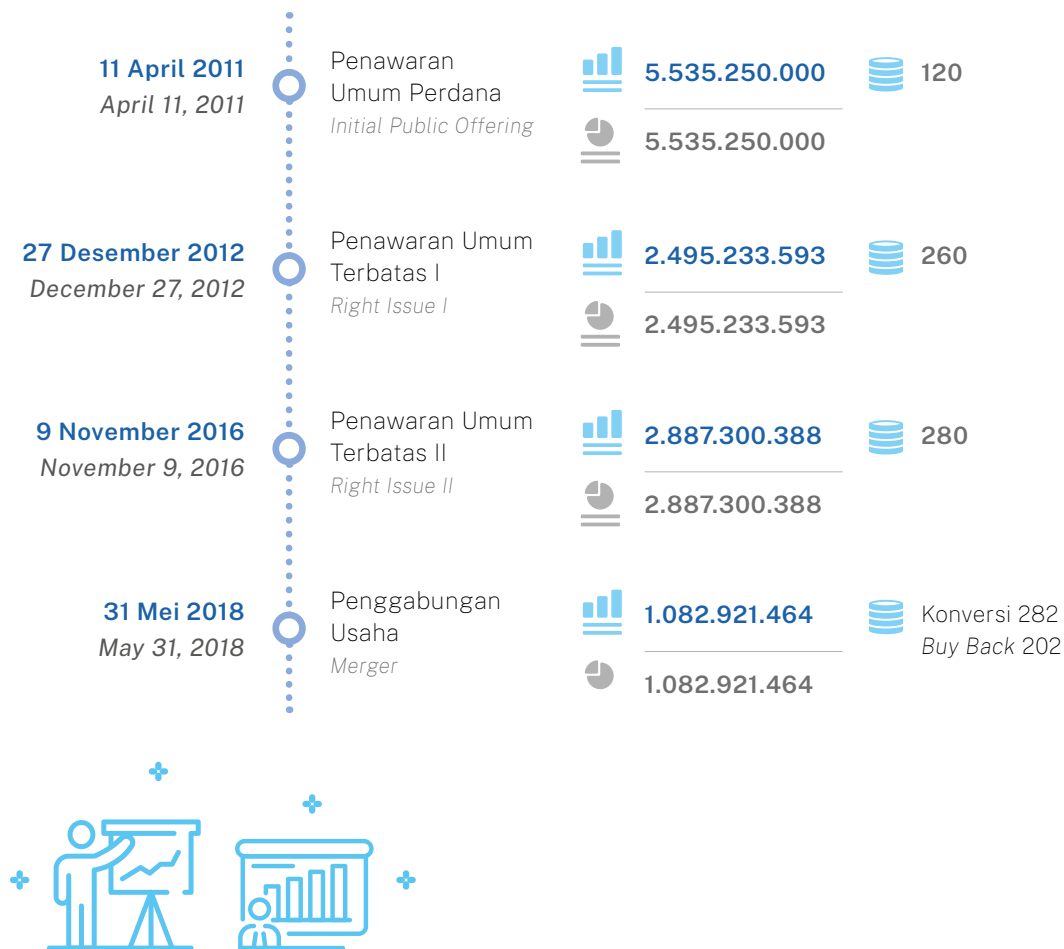 11 April 2011
April 11, 2011
Penawaran
Umum Perdana
Initial Public Offering
5.535.250.000
5.535.250.000
120
27 Desember 2012
December 27, 2012
Penawaran Umum
Terbatas I
Right Issue I
2.495.233.593
2.495.233.593
260
9 November 2016
November 9, 2016
Penawaran Umum
Terbatas II
Right Issue II
2.887.300.388
2.887.300.388
280
31 Mei 2018
May 31, 2018
Penggabungan
Usaha
Merger
1.082.921.464
1.082.921.464
Konversi 282
Buy Back 202